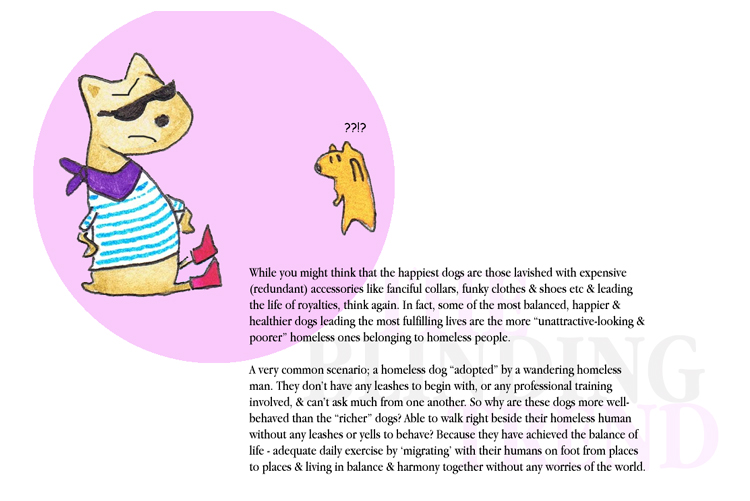 ??!?
While you might think that the happiest dogs are those lavished with expensive
(redundant) accessories like fanciful collars, funky clothes & shoes etc & leading
the life of royalties, think again. In fact, some of the most balanced, happier &
healthier dogs leading the most fulfilling lives are the more “unattractive-looking &
poorer” homeless ones belonging to homeless people.
A very common scenario; a homeless dog “adopted” by a wandering homeless
man. They don’t have any leashes to begin with, or any professional training
involved, & can’t ask much from one another. So why are these dogs more well-
behaved than the “richer” dogs? Able to walk right beside their homeless human
without any leashes or yells to behave? Because they have achieved the balance of
life - adequate daily exercise by ‘migrating’ with their humans on foot from places
to places & living in balance & harmony together without any worries of the world.